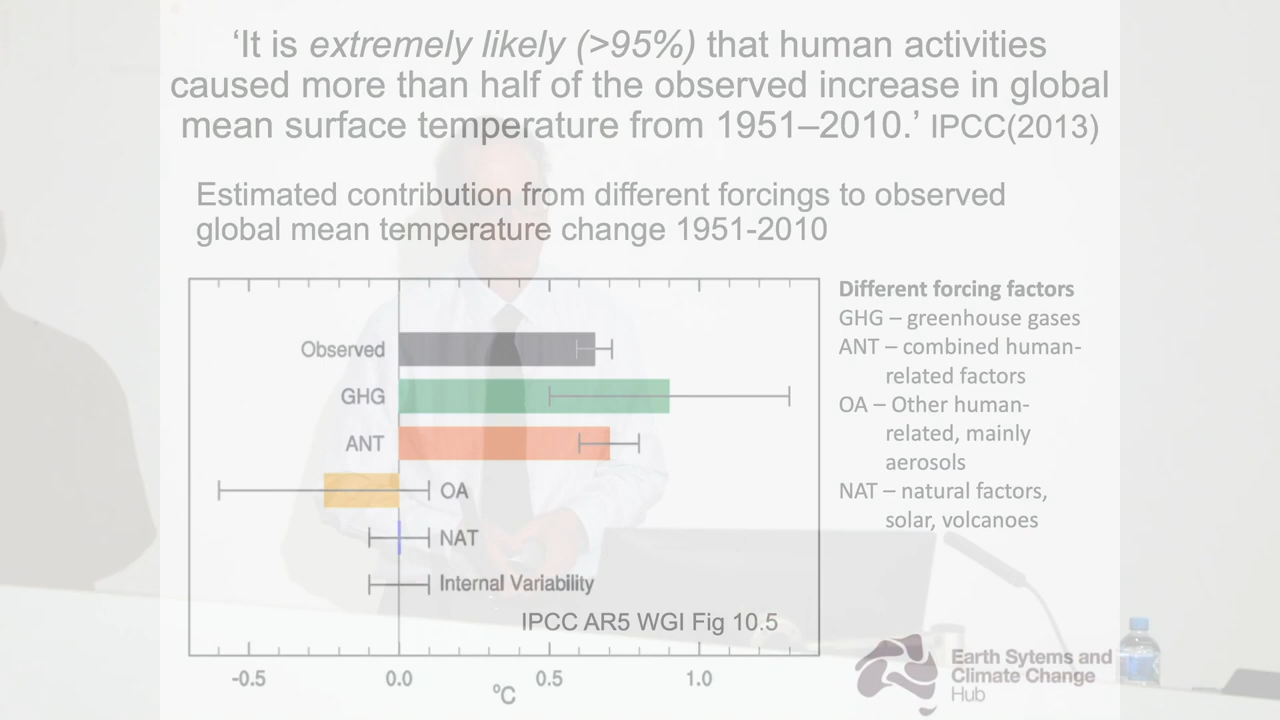 ‘It is extremely likely (>95%) that human activities
caused more than half of the observed increase in global
mean surface temperature from 1951–2010.’ IPCC(2013)
Estimated contribution from different forcings to observed
global mean temperature change 1951-2010
Observed
GHG
ANT
OA
NAT
Internal Variability
IPCC AR5 WGI Fig 10.5
-0.5 0.0 0.5 1.0
°C
Different forcing factors
GHG – greenhouse gases
ANT – combined human-
related factors
OA – Other human-
related, mainly
aerosols
NAT – natural factors,
solar, volcanoes
Earth Sytems and
Climate Change
Hub